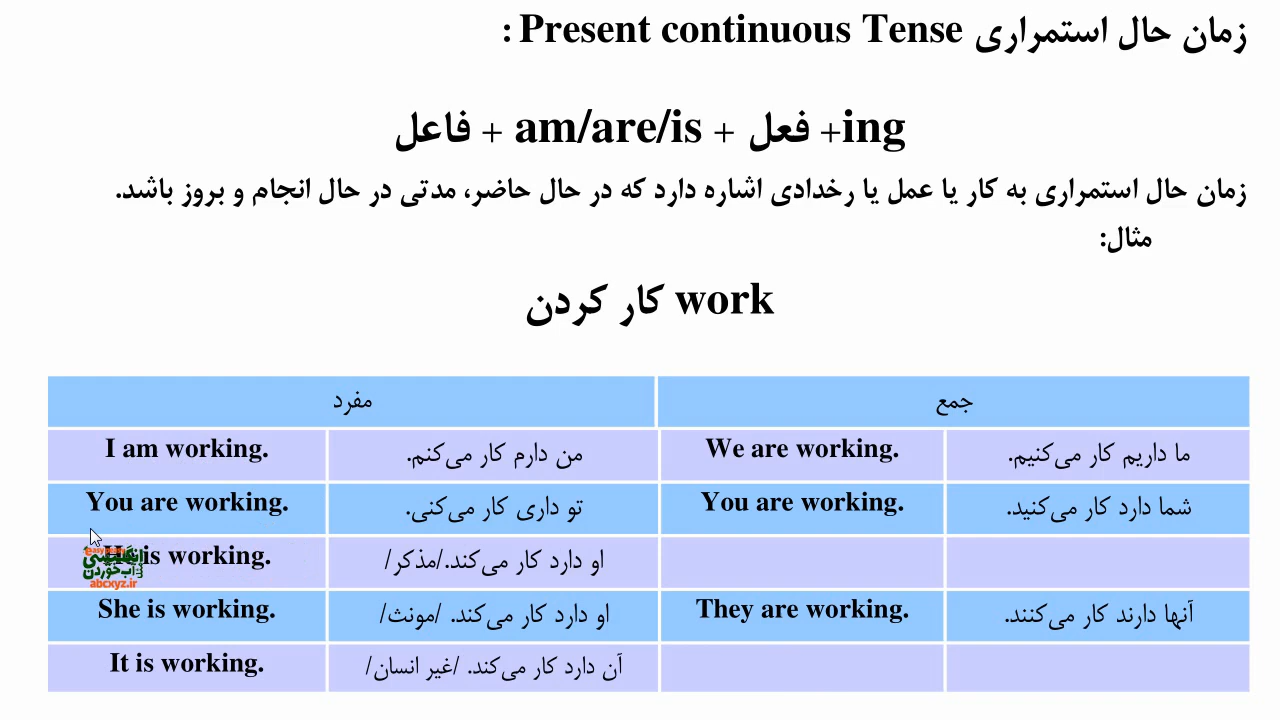 زمان حال استمراری Present continuous Tense :
فاعل + am/are/is + فعل +ing
زمان حال استمراری به کار یا عمل یا رخدادی اشاره دارد که در حال حاضر، مدتی در حال انجام و بروز باشد.
مثال:
work کار کردن
مفرد جمع
I am working. من دارم کار می‌کنم. We are working. ما داریم کار می‌کنیم.
You are working. تو داری کار می‌کنی. You are working. شما دارد کار می‌کنید.
He is working. او دارد کار می‌کند./مذکر/
She is working. او دارد کار می‌کند. /مونث/ They are working. آنها دارند کار می‌کنند.
It is working. آن دارد کار می‌کند. /غیر انسان/
abcxyz.ir